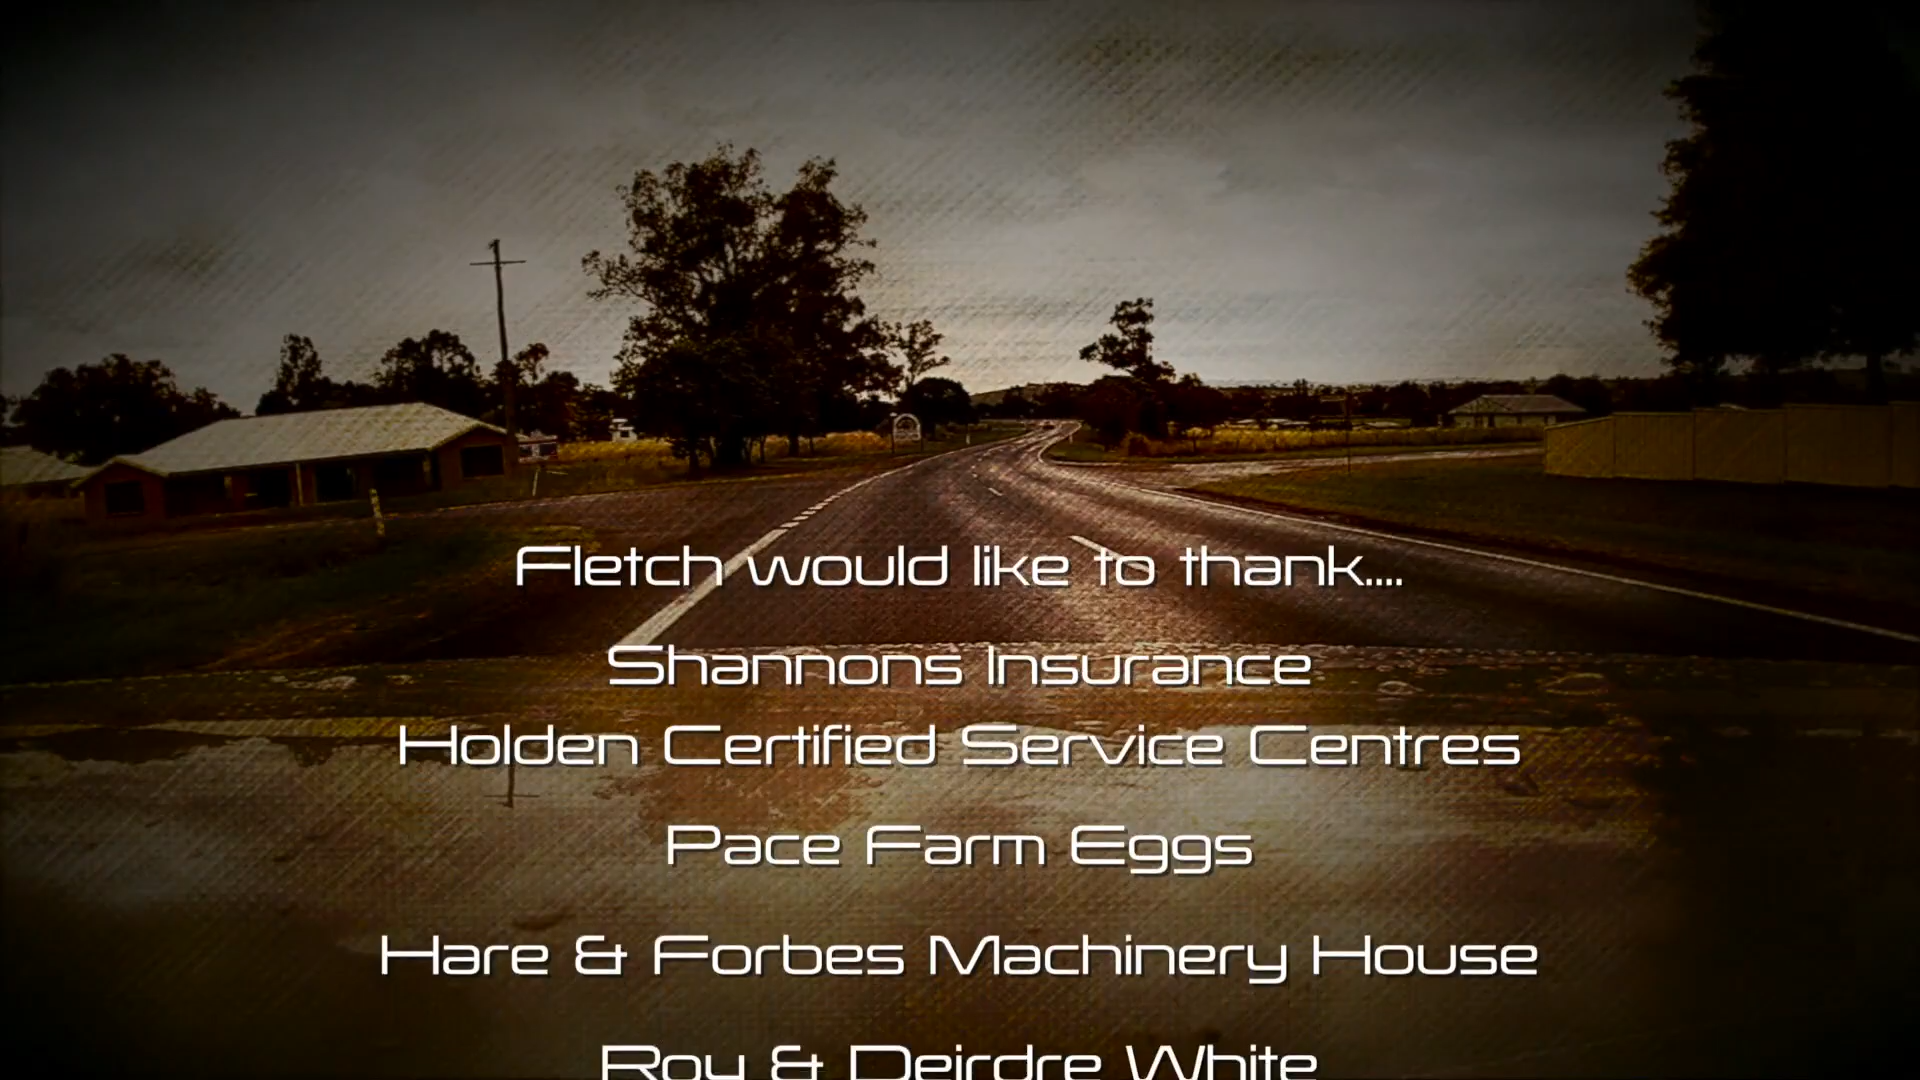 Fletch would like to thank....
Shannons Insurance
Holden Certified Service Centres
Pace Farm Eggs
Hare & Forbes Machinery House
Roy & Deirdre White